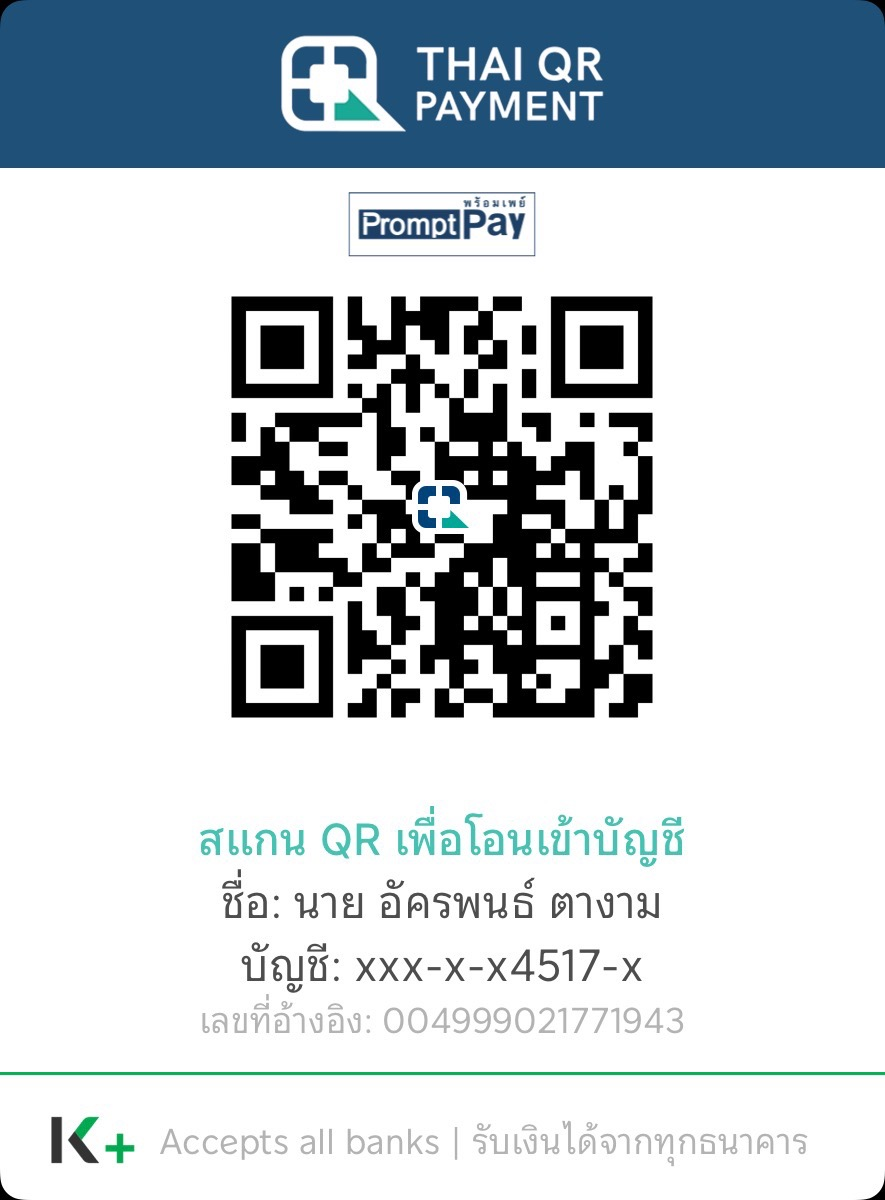 THAI QR
PAYMENT
พร้อมเพย์
PromptPay
สแกน QR เพื่อโอนเข้าบัญชี
ชื่อ: นาย อัครพนธ์ ตางาม
บัญชี: xxx-x-x4517-x
เลขที่อ้างอิง: 004999021771943
K+ Accepts all banks | รับเงินได้จากทุกธนาคาร